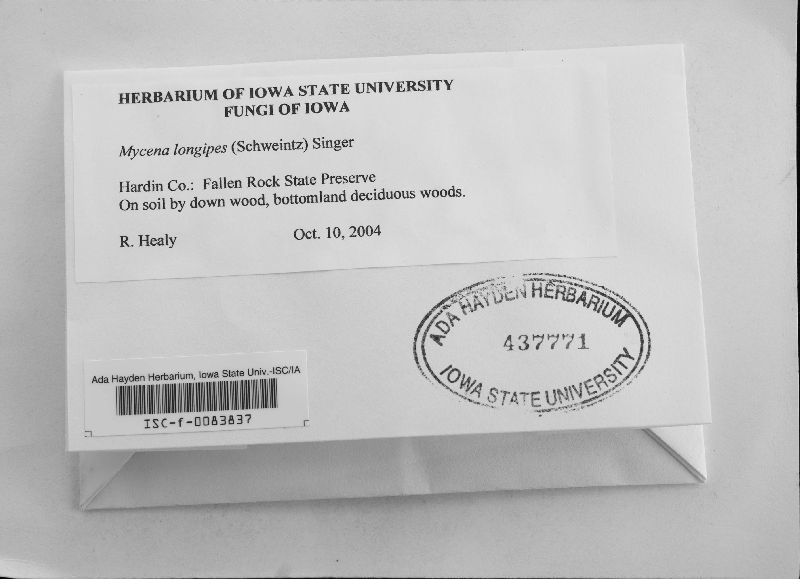 HERBARIUM OF IOWA STATE UNIVERSITY
FUNGI OF IOWA
Mycena longipes (Schweintz) Singer
Hardin Co.: Fallen Rock State Preserve
On soil by down wood, bottomland deciduous woods.
R. Healy Oct. 10, 2004
ADA HAYDEN HERBARIUM
437771
IOWA STATE UNIVERSITY
Ada Hayden Herbarium, Iowa State Univ.-ISC/IA
ISC-f-0083837